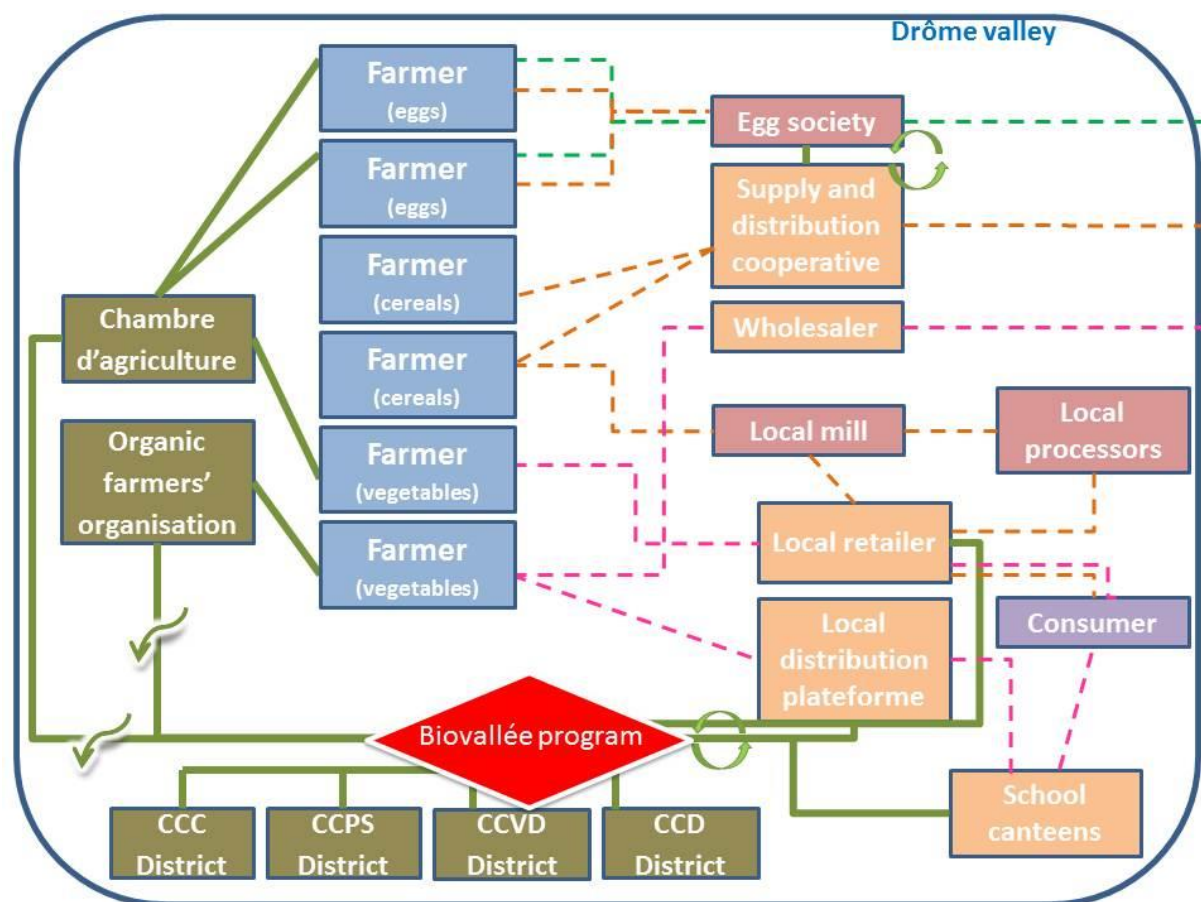 Drôme valley
Farmer
(eggs)
Farmer
(eggs)
Farmer
(cereals)
Farmer
(cereals)
Farmer
(vegetables)
Farmer
(vegetables)
Chambre
d’agriculture
Organic
farmers’
organisation
Egg society
Supply and
distribution
cooperative
Wholesaler
Local mill
Local
processors
Local retailer
Local
distribution
plateforme
Consumer
School
canteens
Biovallée program
CCC
District
CCPS
District
CCVD
District
CCD
District